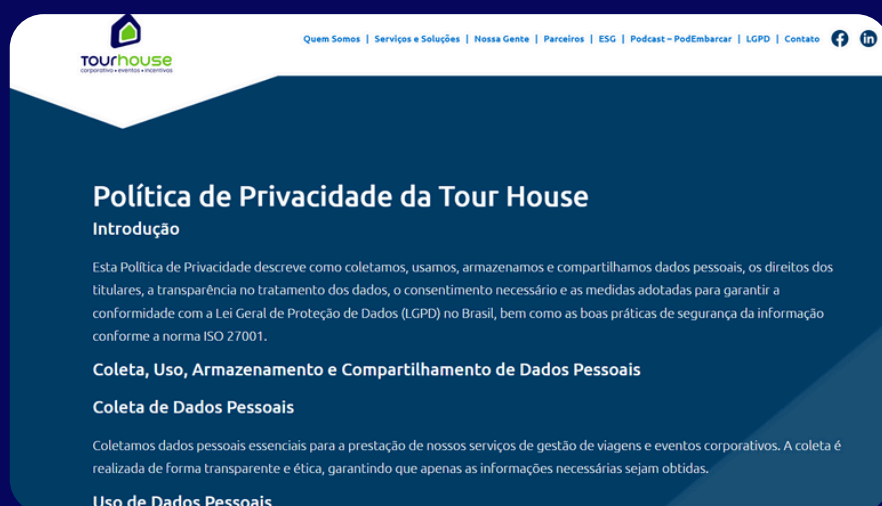 Quem Somos | Serviços e Soluções | Nossa Gente | Parceiros | ESG | Podcast – PodEmbarcar | LGPD | Contato
TOUrhouse
corporativo • eventos • incentivos
Política de Privacidade da Tour House
Introdução
Esta Política de Privacidade descreve como coletamos, usamos, armazenamos e compartilhamos dados pessoais, os direitos dos
titulares, a transparência no tratamento dos dados, o consentimento necessário e as medidas adotadas para garantir a
conformidade com a Lei Geral de Proteção de Dados (LGPD) no Brasil, bem como as boas práticas de segurança da informação
conforme a norma ISO 27001.
Coleta, Uso, Armazenamento e Compartilhamento de Dados Pessoais
Coleta de Dados Pessoais
Coletamos dados pessoais essenciais para a prestação de nossos serviços de gestão de viagens e eventos corporativos. A coleta é
realizada de forma transparente e ética, garantindo que apenas as informações necessárias sejam obtidas.
Uso de Dados Pessoais